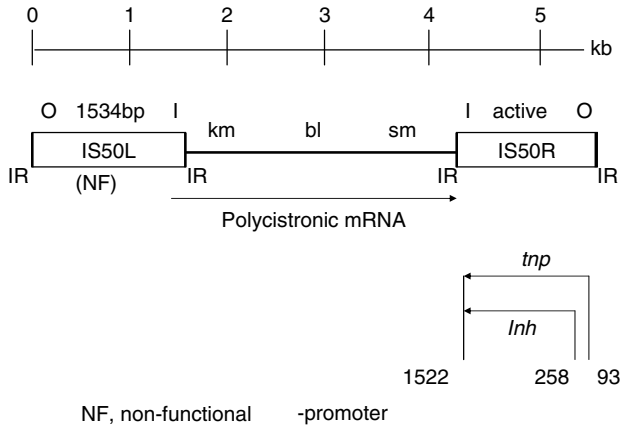 0 1 2 3 4 5
kb
O 1534bp I I active O
km bl sm
IS50L IS50R
IR (NF) IR IR IR
Polycistronic mRNA
tnp
Inh
1522 258 93
NF, non-functional -promoter